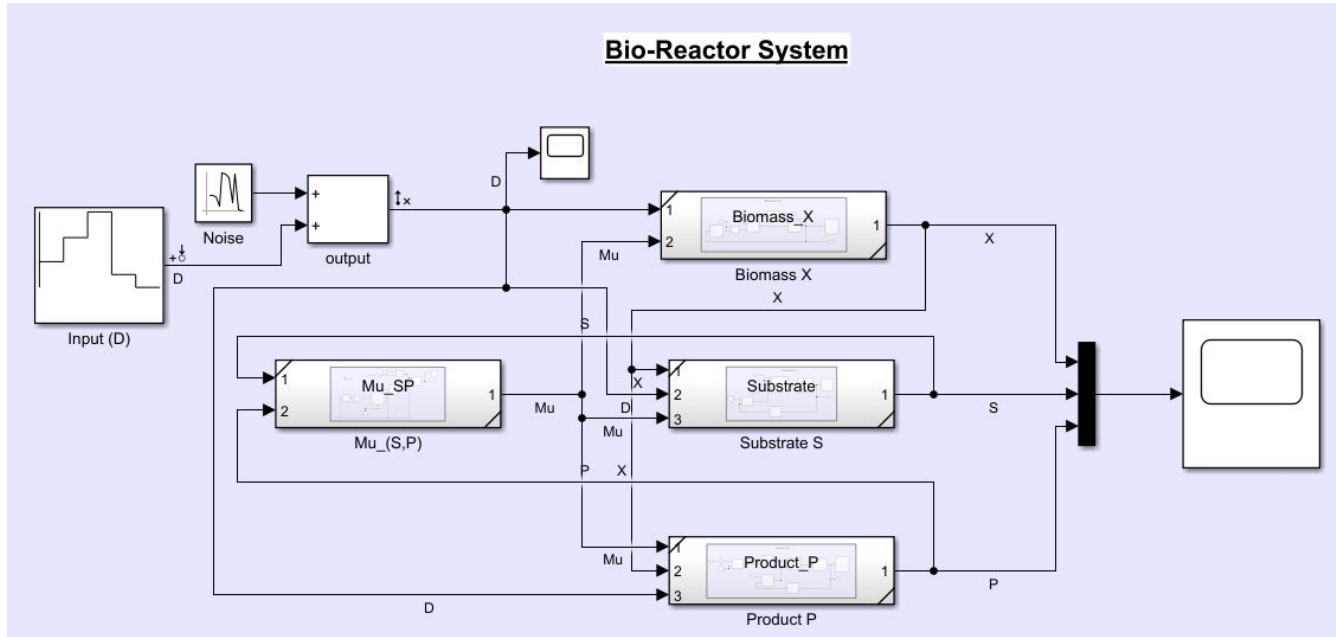 Bio-Reactor System
D
+
+
Noise
output
+
D
Input (D)
1
2
Biomass_X
1
Biomass X
Mu
X
X
S
1
2
Mu_SP
1
Mu_(S,P)
Mu
X
D
Mu
1
2
3
Substrate
1
Substrate S
S
P
X
Mu
1
2
3
Product_P
1
Product P
P
D